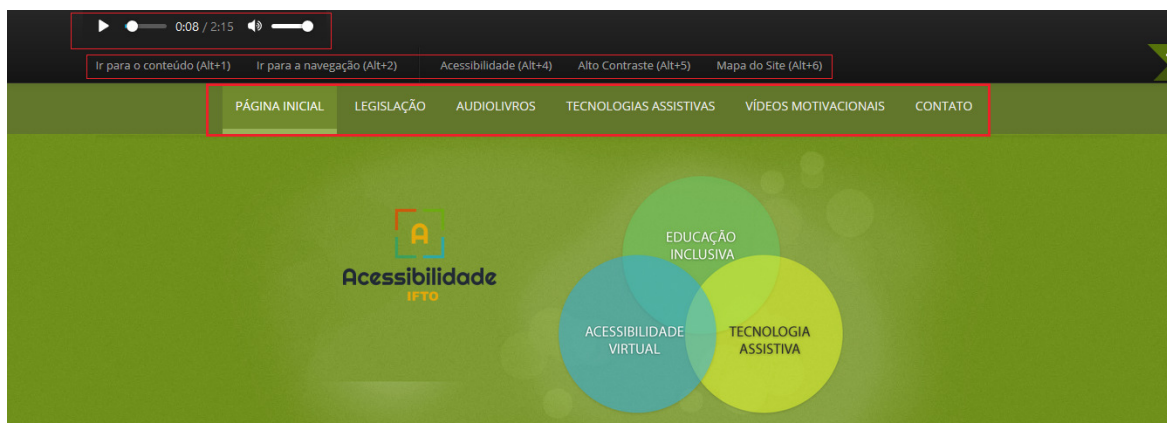 0:08 / 2:15
Ir para o conteúdo (Alt+1) Ir para a navegação (Alt+2) Acessibilidade (Alt+4) Alto Contraste (Alt+5) Mapa do Site (Alt+6)
PÁGINA INICIAL LEGISLAÇÃO AUDIOLIVROS TECNOLOGIAS ASSISTIVAS VÍDEOS MOTIVACIONAIS CONTATO
A
Acessibilidade
IFTO
EDUCAÇÃO
INCLUSIVA
ACESSIBILIDADE
VIRTUAL
TECNOLOGIA
ASSISTIVA